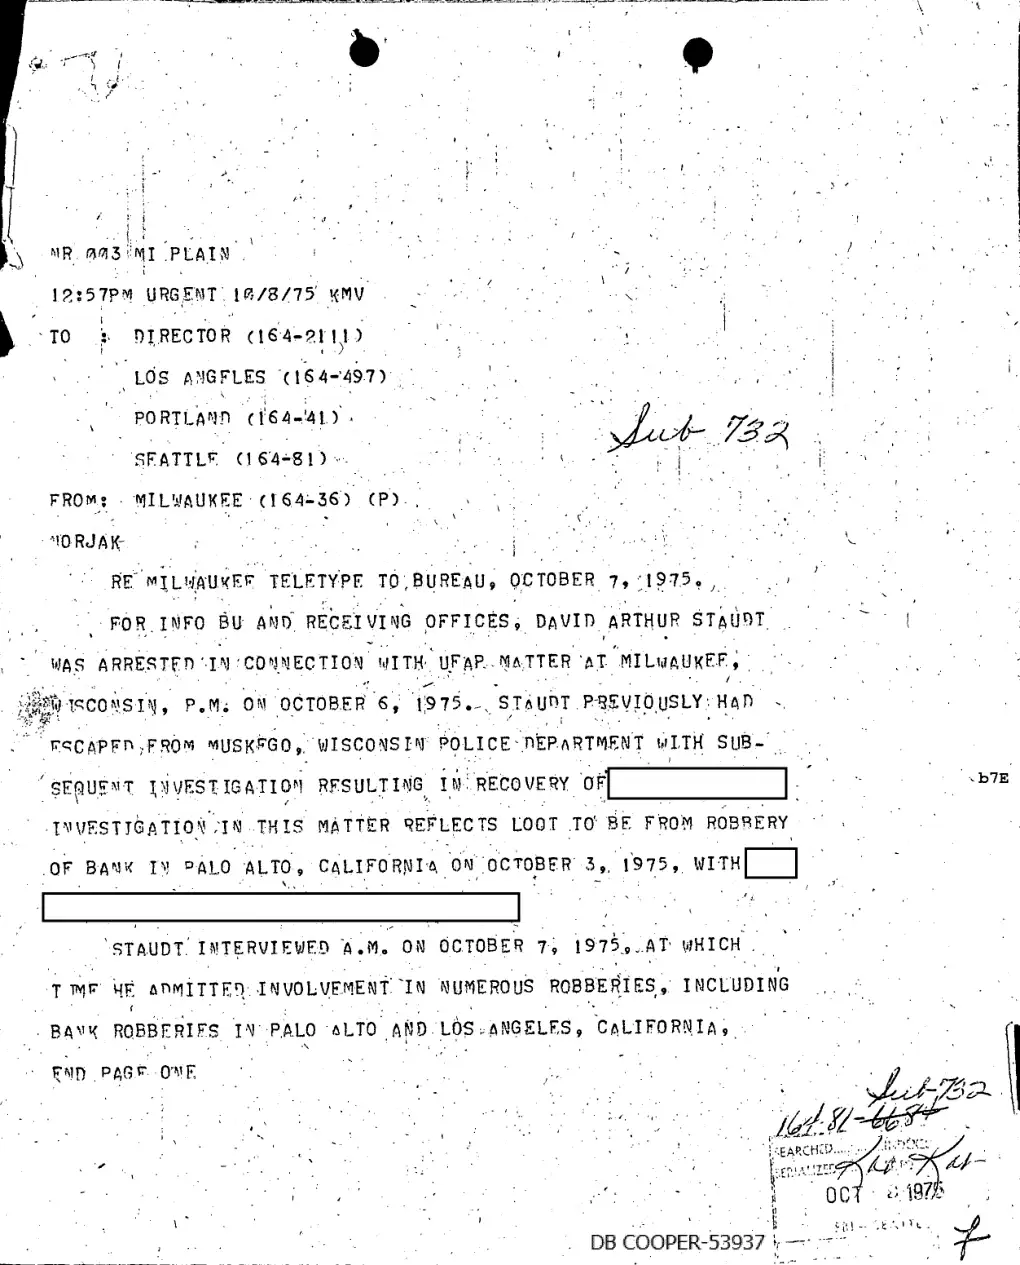 NR 003 MI PLAIN
12:57PM URGENT 10/8/75 KMV
TO : DIRECTOR (164-2111)
LOS ANGELES (164-497)
PORTLAND (164-41)
Sub 732
SEATTLE (164-81)
FROM: MILWAUKEE (164-36) (P)
NORJAK
RE MILWAUKEE TELETYPE TO BUREAU, OCTOBER 7, 1975.
FOR INFO BU AND RECEIVING OFFICES, DAVID ARTHUR STAUDT
WAS ARRESTED IN CONNECTION WITH UFAP MATTER AT MILWAUKEE,
WISCONSIN, P.M. ON OCTOBER 6, 1975. STAUDT PREVIOUSLY HAD
ESCAPED FROM MUSKEGO, WISCONSIN POLICE DEPARTMENT WITH SUB-
SEQUENT INVESTIGATION RESULTING IN RECOVERY OF
b7E
INVESTIGATION IN THIS MATTER REFLECTS LOOT TO BE FROM ROBBERY
OF BANK IN PALO ALTO, CALIFORNIA ON OCTOBER 3, 1975, WITH
STAUDT INTERVIEWED A.M. ON OCTOBER 7, 1975, AT WHICH
TIME HE ADMITTED INVOLVEMENT IN NUMEROUS ROBBERIES, INCLUDING
BANK ROBBERIES IN PALO ALTO AND LOS ANGELES, CALIFORNIA,
END PAGE ONE
Sub-732
164-81-6684
SEARCHED INDEXED
SERIALIZED
OCT 8 1975
FBI - SEATTLE
DB COOPER-53937